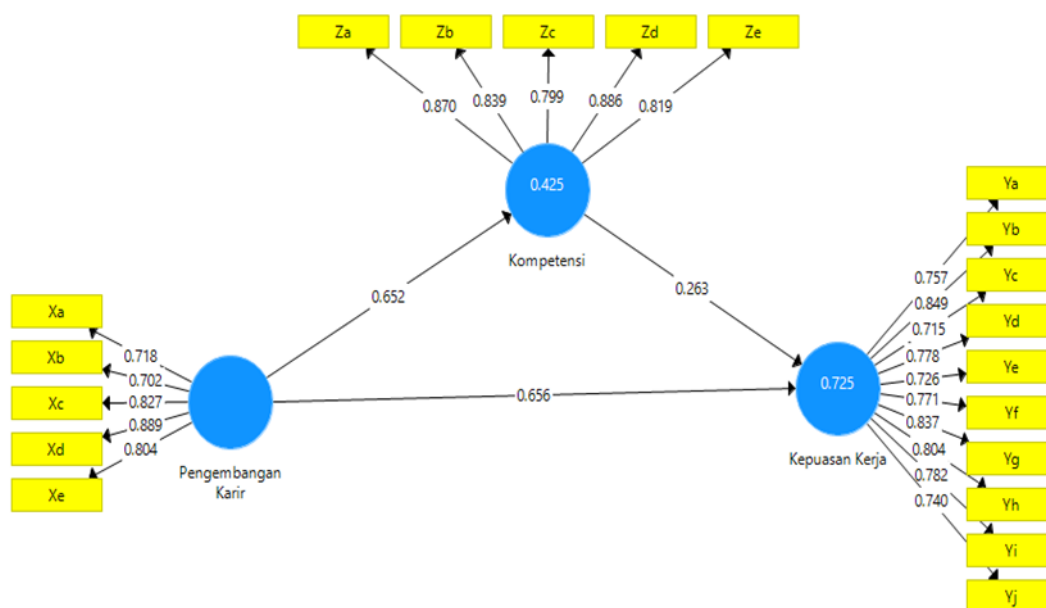 Za
Zb
Zc
Zd
Ze
0.870
0.839
0.799
0.886
0.819
0.425
Kompetensi
0.652
0.263
Xa
Xb
Xc
Xd
Xe
0.718
0.702
0.827
0.889
0.804
Pengembangan
Karir
0.656
0.725
Kepuasan Kerja
0.757
0.849
0.715
0.778
0.726
0.771
0.837
0.804
0.782
0.740
Ya
Yb
Yc
Yd
Ye
Yf
Yg
Yh
Yi
Yj